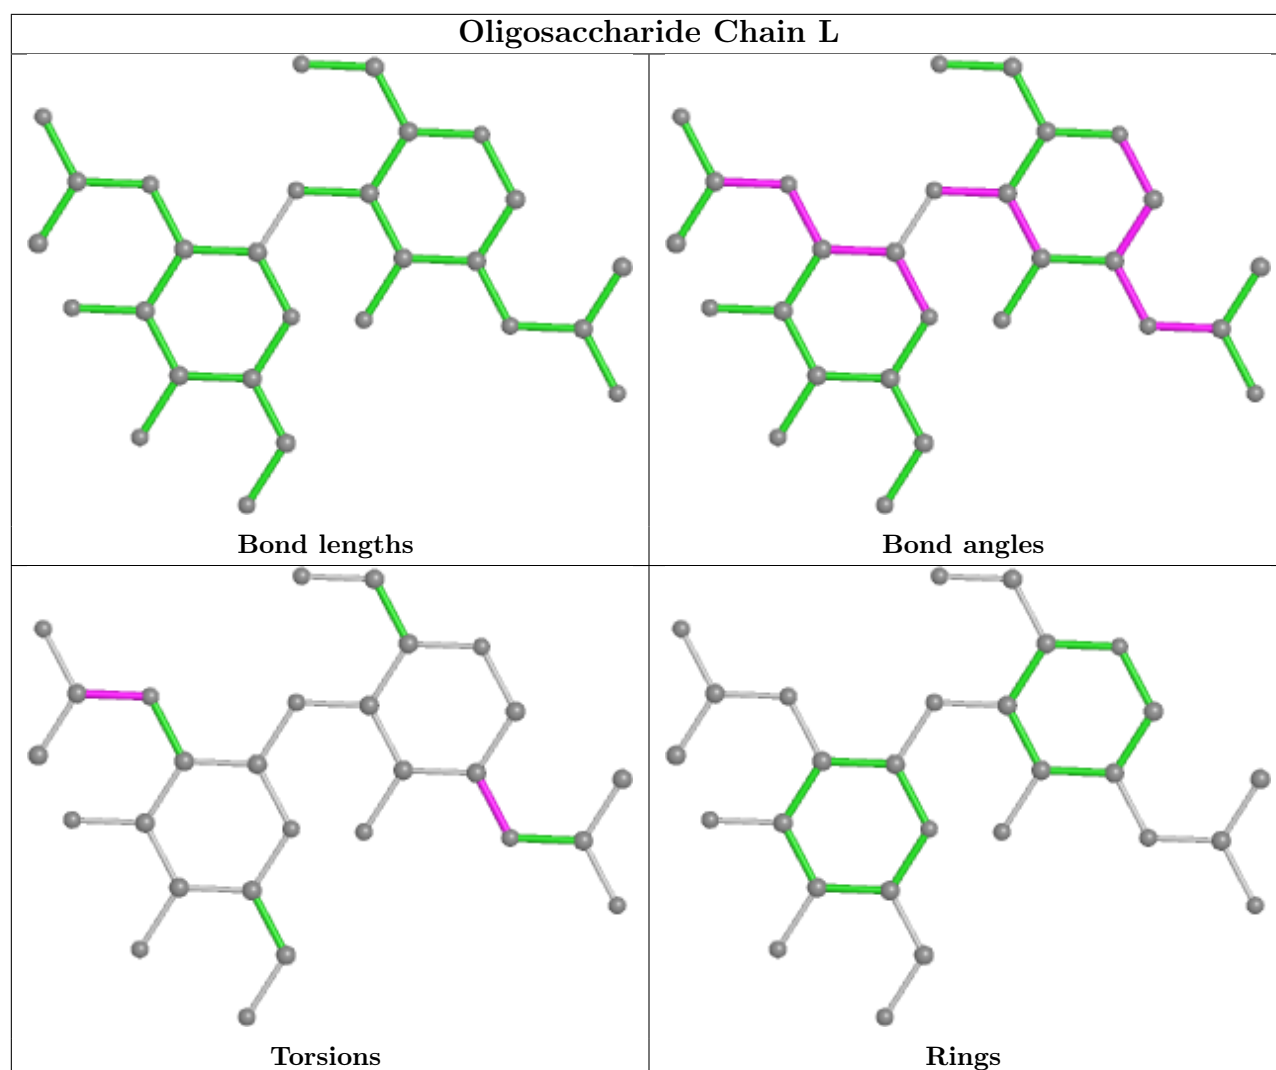 Oligosaccharide Chain L
Bond lengths
Bond angles
Torsions
Rings